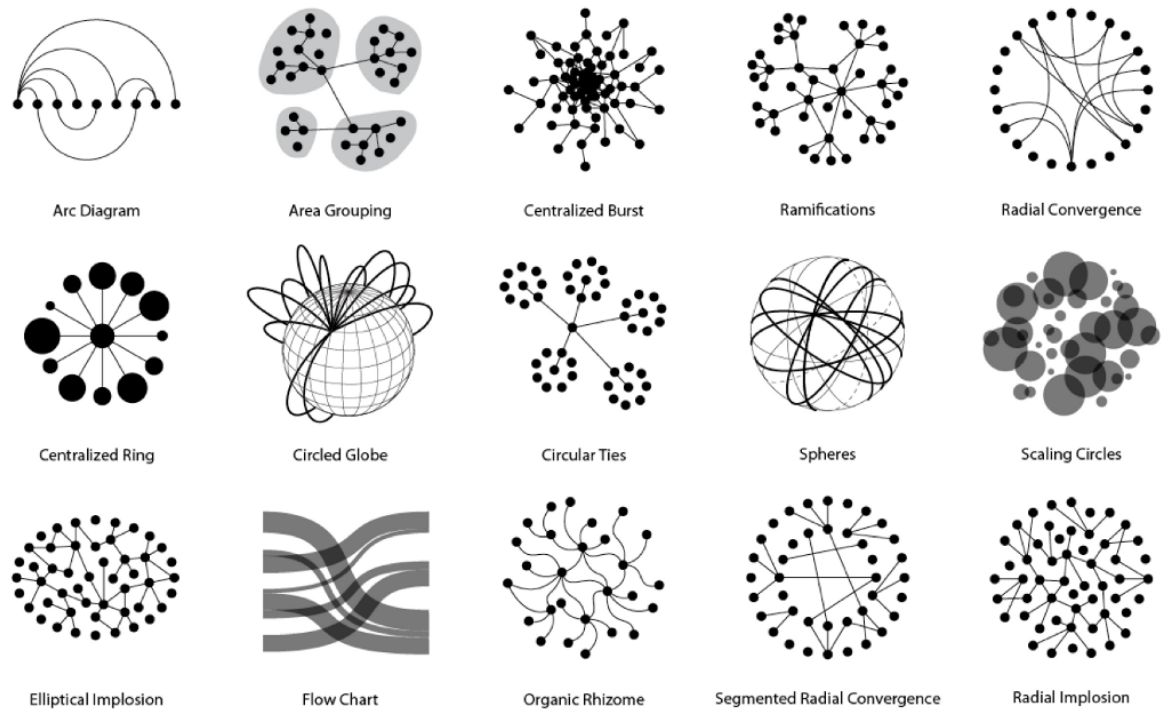 Arc Diagram
Area Grouping
Centralized Burst
Ramifications
Radial Convergence
Centralized Ring
Circled Globe
Circular Ties
Spheres
Scaling Circles
Elliptical Implosion
Flow Chart
Organic Rhizome
Segmented Radial Convergence
Radial Implosion